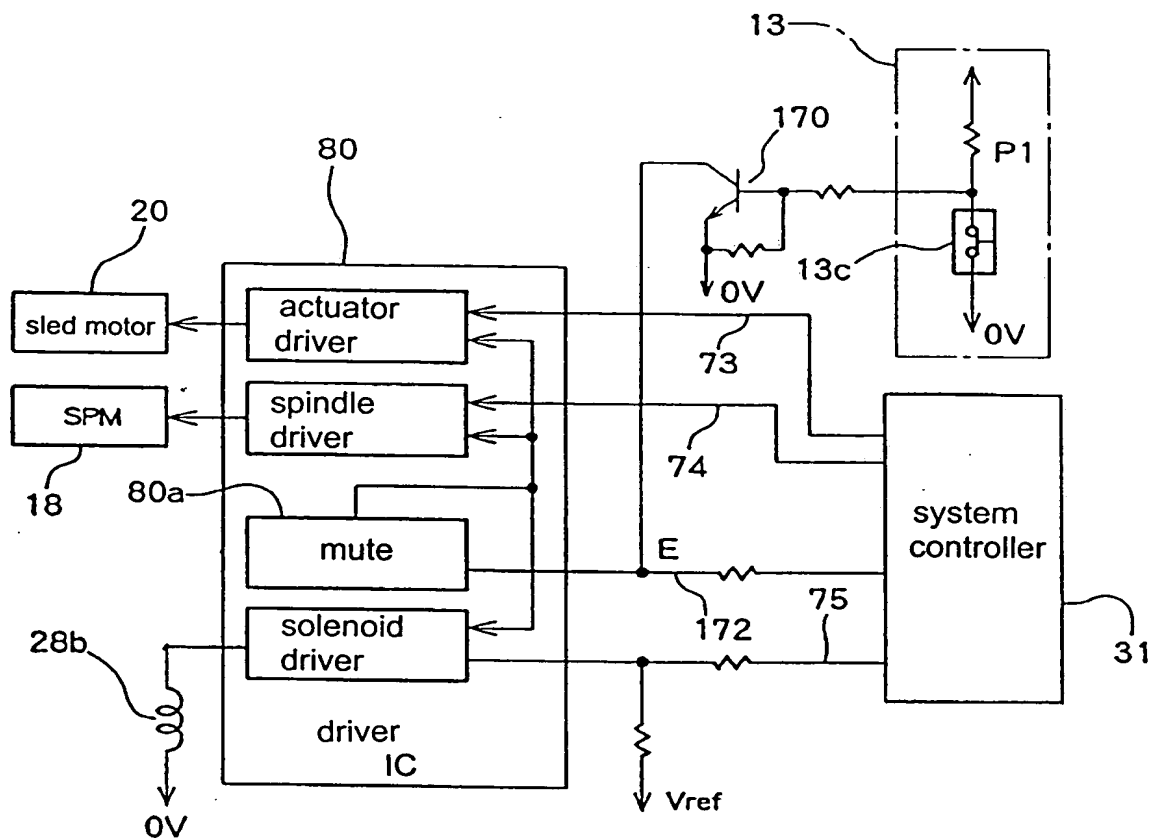 13
170
P1
80
20
13c
0V
actuator
driver
sled motor
0V
73
spindle
driver
SPM
74
18
80a
system
controller
mute
E
75
172
solenoid
driver
28b
31
driver
IC
Vref
0V